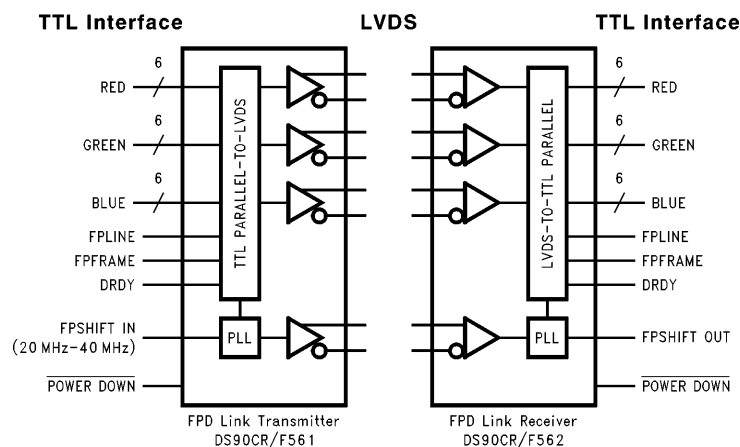 TTL Interface LVDS TTL Interface
6 6
RED RED
6 6
GREEN GREEN
6 6
BLUE BLUE
TTL PARALLEL-TO-LVDS LVDS-TO-TTL PARALLEL
FPLINE FPLINE
FPFRAME FPFRAME
DRDY DRDY
FPSHIFT IN PLL PLL FPSHIFT OUT
(20 MHz-40 MHz)
POWER DOWN POWER DOWN
FPD Link Transmitter FPD Link Receiver
DS90CR/F561 DS90CR/F562